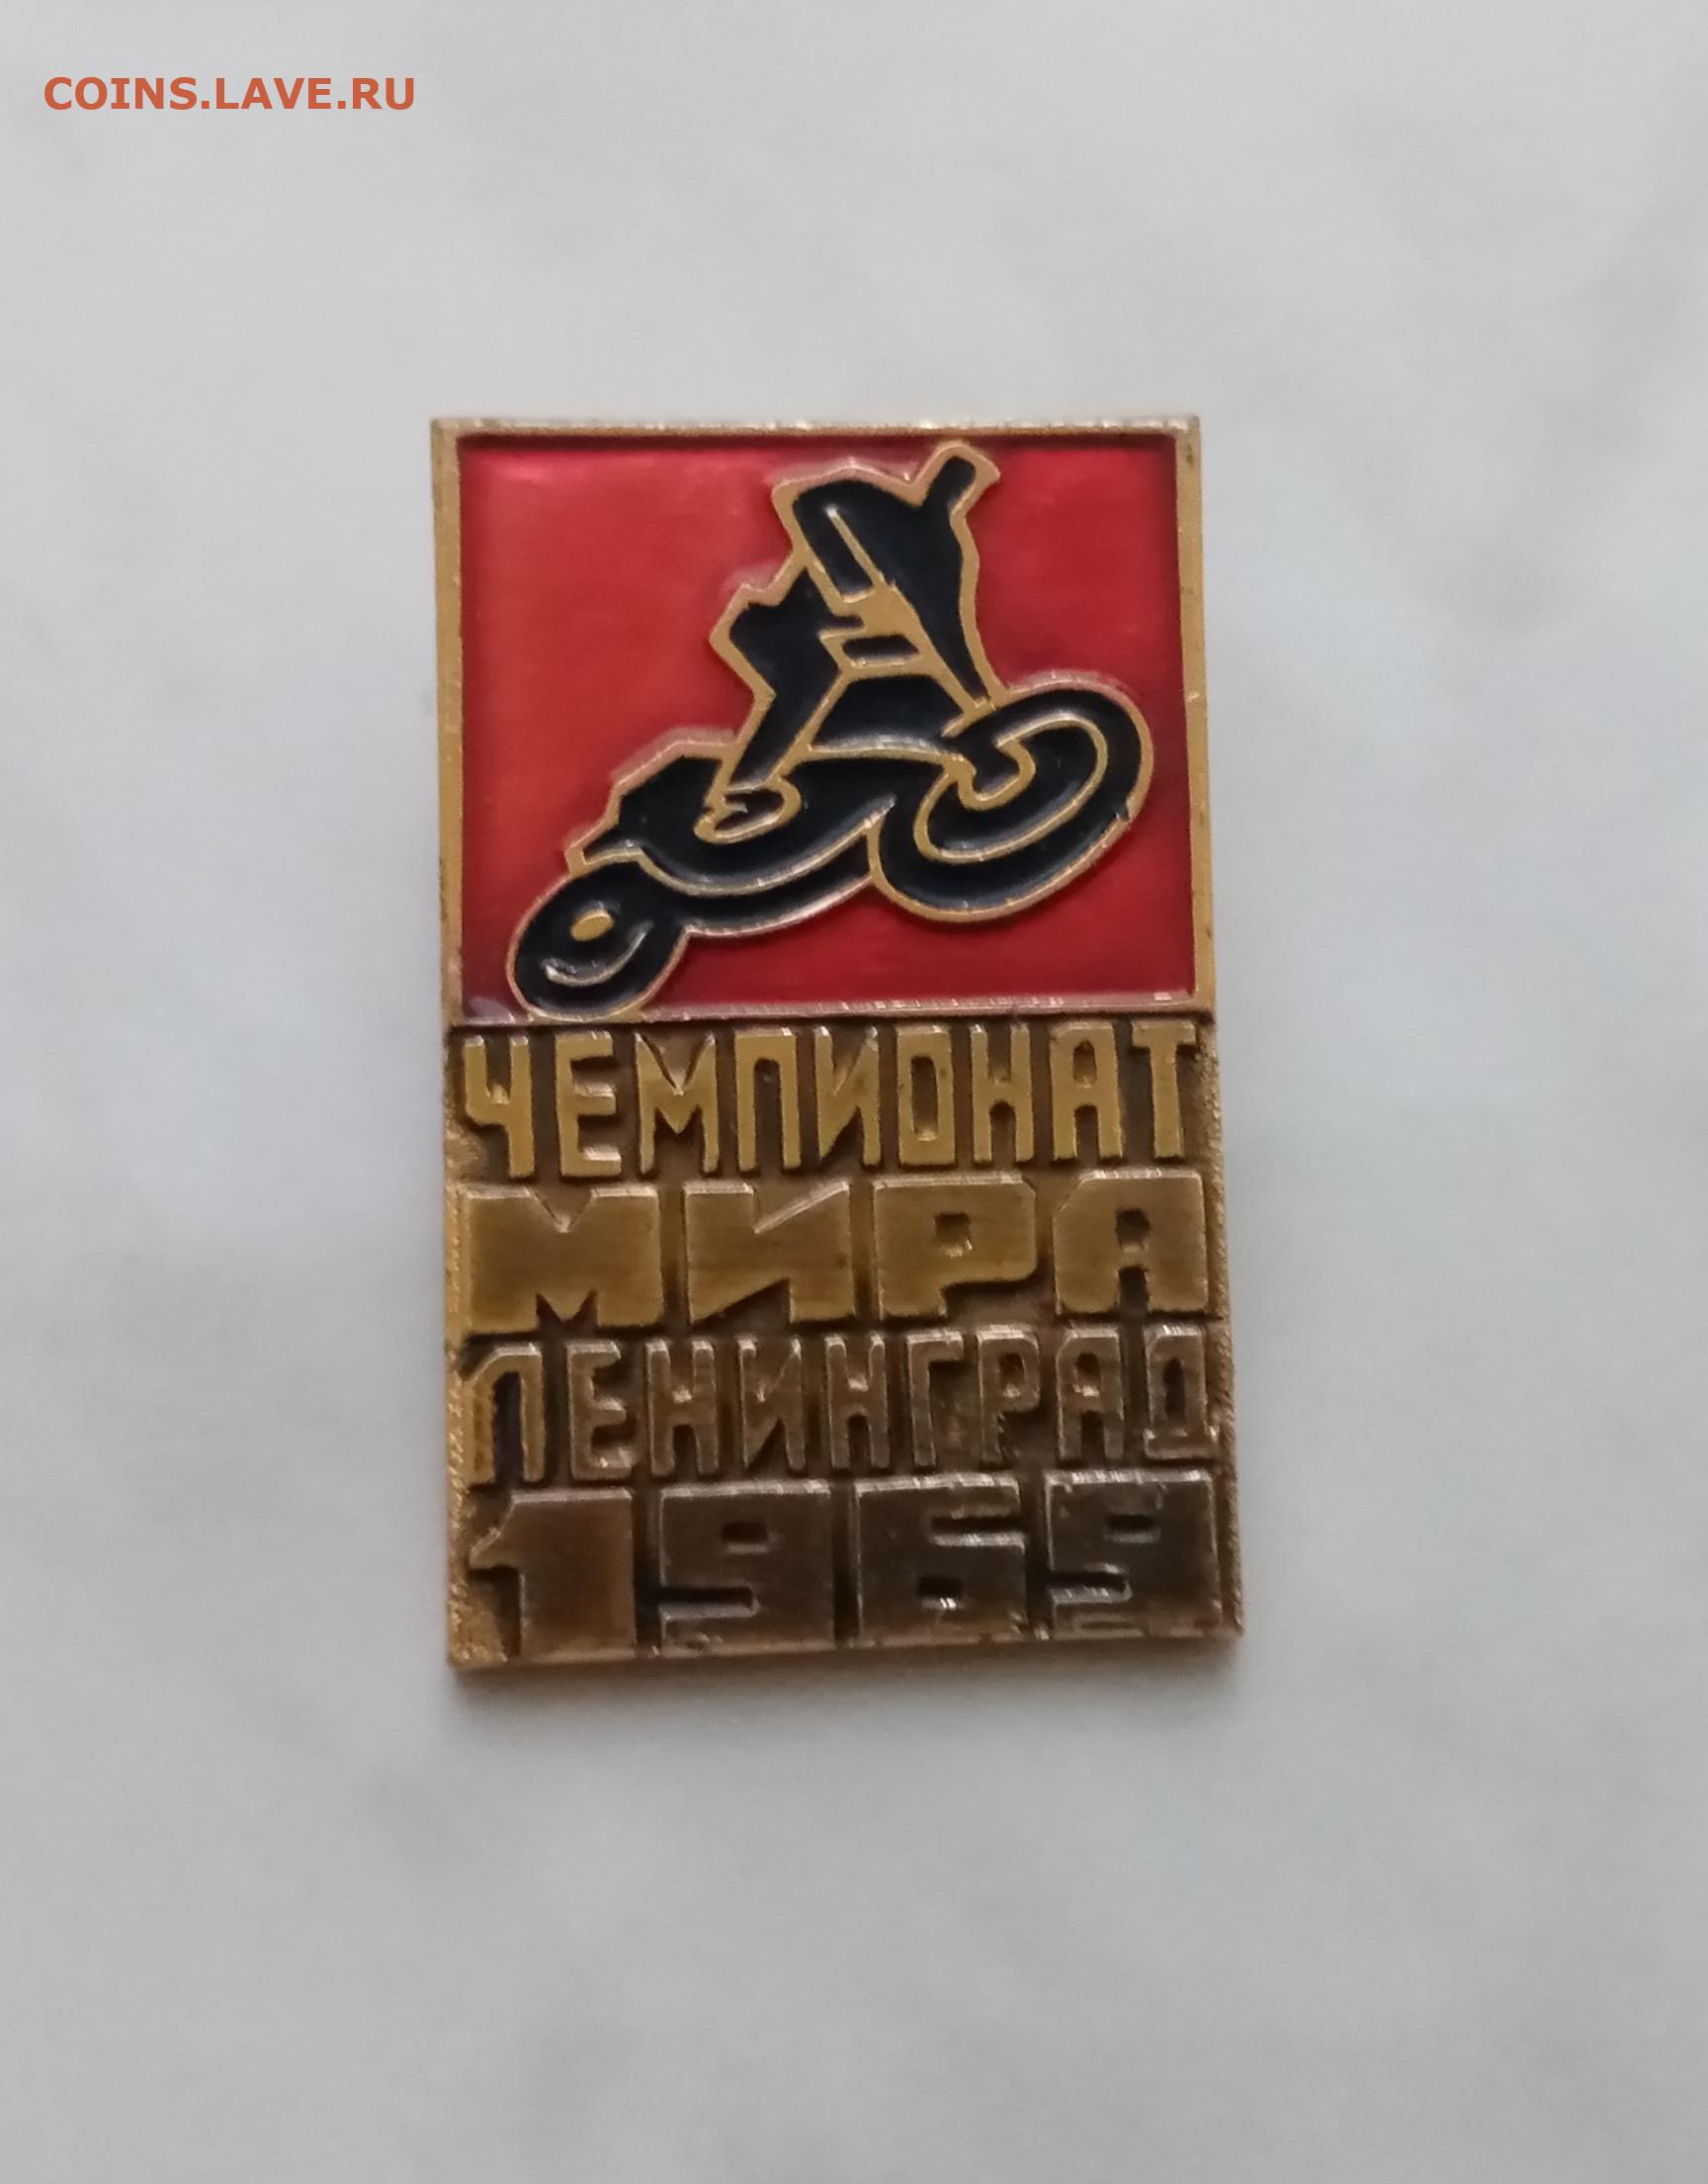 COINS.LAVE.RU
ЧЕМПИОНАТ
МИРА
ЛЕНИНГРАД
1969